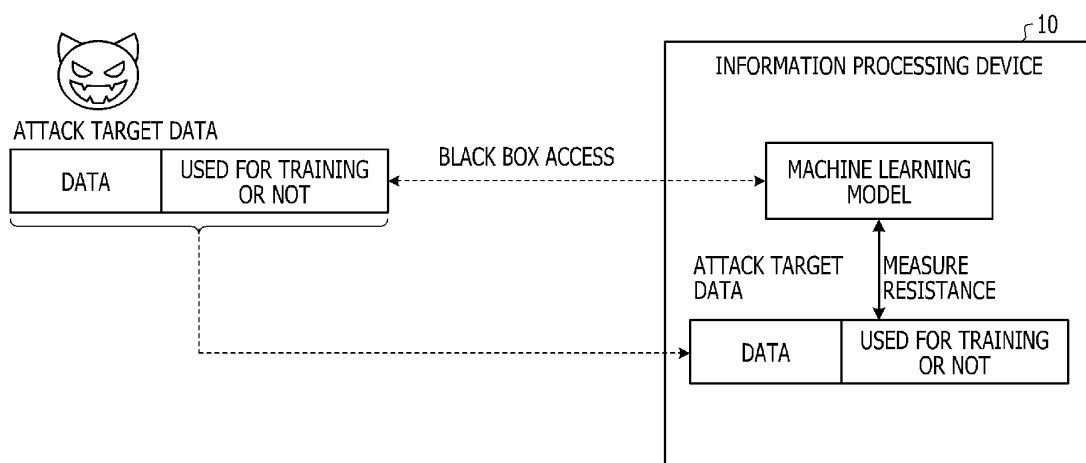 10
INFORMATION PROCESSING DEVICE
ATTACK TARGET DATA
DATA
USED FOR TRAINING
OR NOT
BLACK BOX ACCESS
MACHINE LEARNING
MODEL
ATTACK TARGET
DATA
MEASURE
RESISTANCE
DATA
USED FOR TRAINING
OR NOT